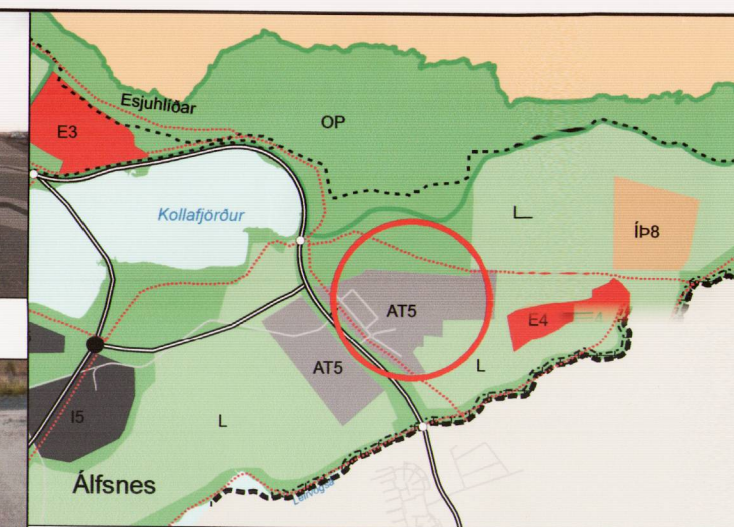 Esjuhlíðar
OP
E3
Kollafjörður
L
ÍÞ8
AT5
E4
AT5
L
L
I5
Álfsnes